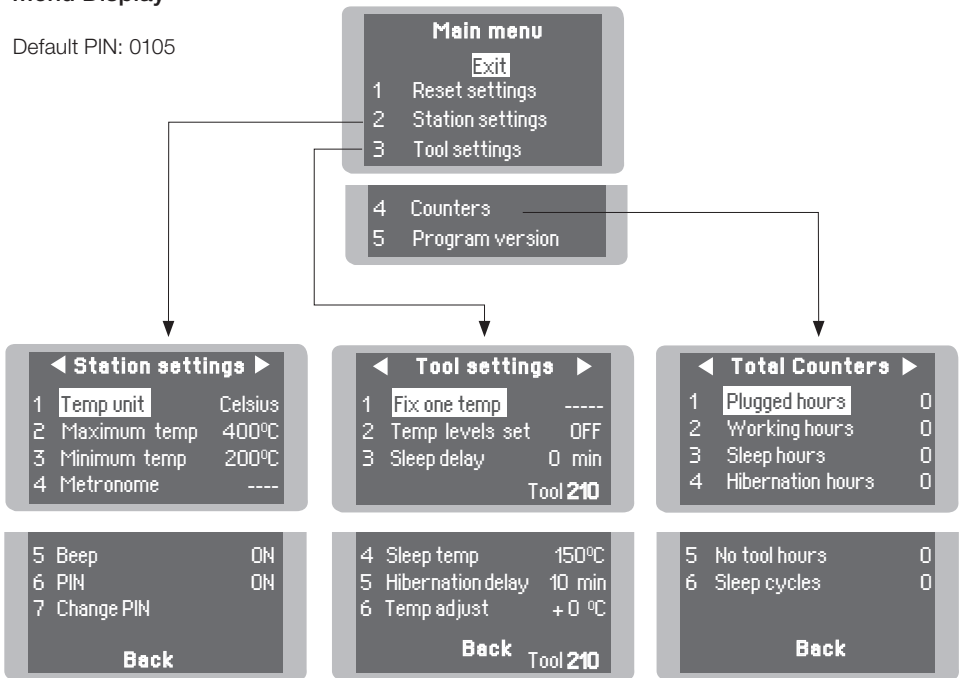 Menu Display
Default PIN: 0105
Main menu
Exit
1 Reset settings
2 Station settings
3 Tool settings
4 Counters
5 Program version
◀ Station settings ▶
1 Temp unit Celsius
2 Maximum temp 400ºC
3 Minimum temp 200ºC
4 Metronome ----
5 Beep ON
6 PIN ON
7 Change PIN
Back
◀ Tool settings ▶
1 Fix one temp -----
2 Temp levels set OFF
3 Sleep delay 0 min
Tool 210
4 Sleep temp 150ºC
5 Hibernation delay 10 min
6 Temp adjust +0 ºC
Back Tool 210
◀ Total Counters ▶
1 Plugged hours 0
2 Working hours 0
3 Sleep hours 0
4 Hibernation hours 0
5 No tool hours 0
6 Sleep cycles 0
Back